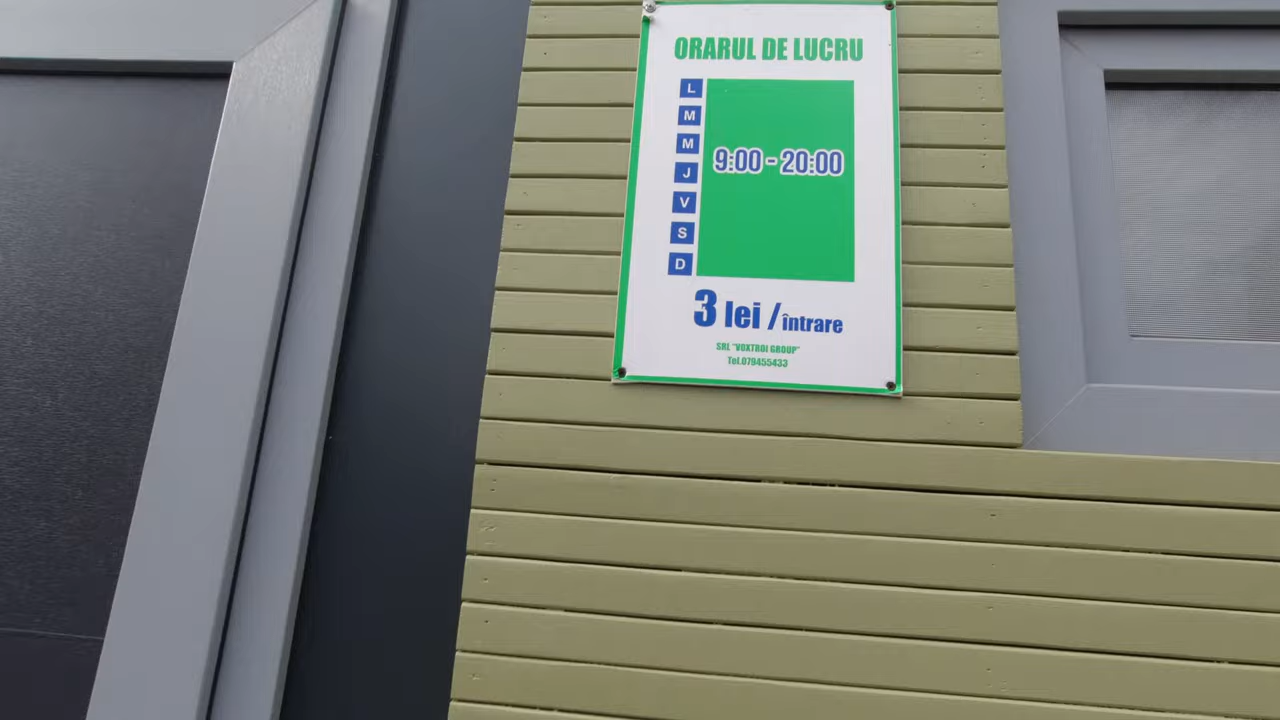 ORARUL DE LUCRU
L
M
M
J
V
S
D
9:00 - 20:00
3 lei / întrare
SRL "VOXTROI GROUP"
Tel.079455433